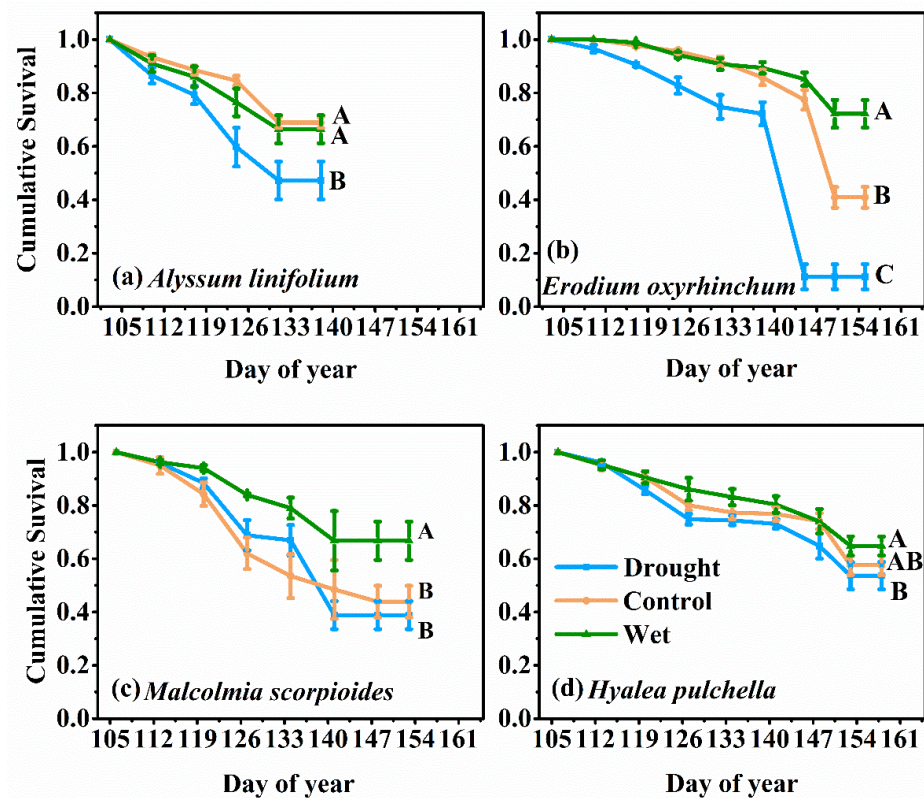 Cumulative Suvival
1.0
0.8
0.6
0.4
0.2
0.0
A
A
B
(a) Alyssum linifolium
105 112 119 126 133 140 147 154 161
Day of year
1.0
0.8
0.6
0.4
0.2
0.0
A
B
C
(b)
Erodium oxyrhinchum
105 112 119 126 133 140 147 154 161
Day of year
Cumulative Suvival
1.0
0.8
0.6
0.4
0.2
0.0
A
B
B
(c) Malcolmia scorpioides
105 112 119 126 133 140 147 154 161
Day of year
1.0
0.8
0.6
0.4
0.2
0.0
A
AB
B
Drought
Control
Wet
(d) Hyalea pulchella
105 112 119 126 133 140 147 154 161
Day of year